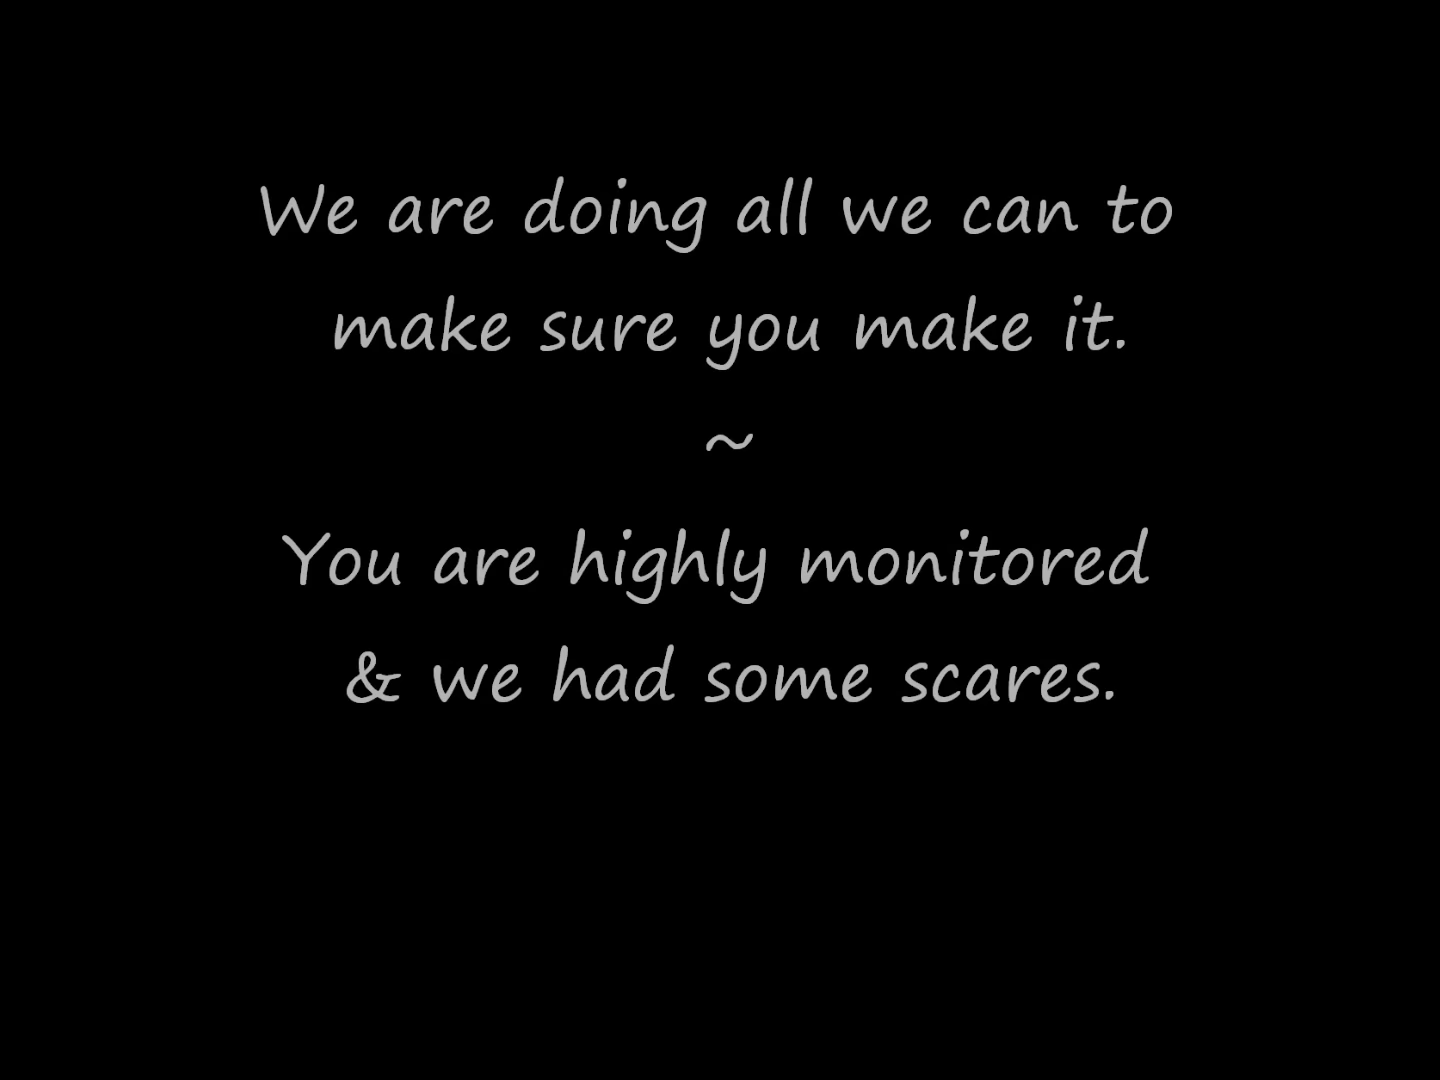 We are doing all we can to
make sure you make it.
~
You are highly monitored
& we had some scares.